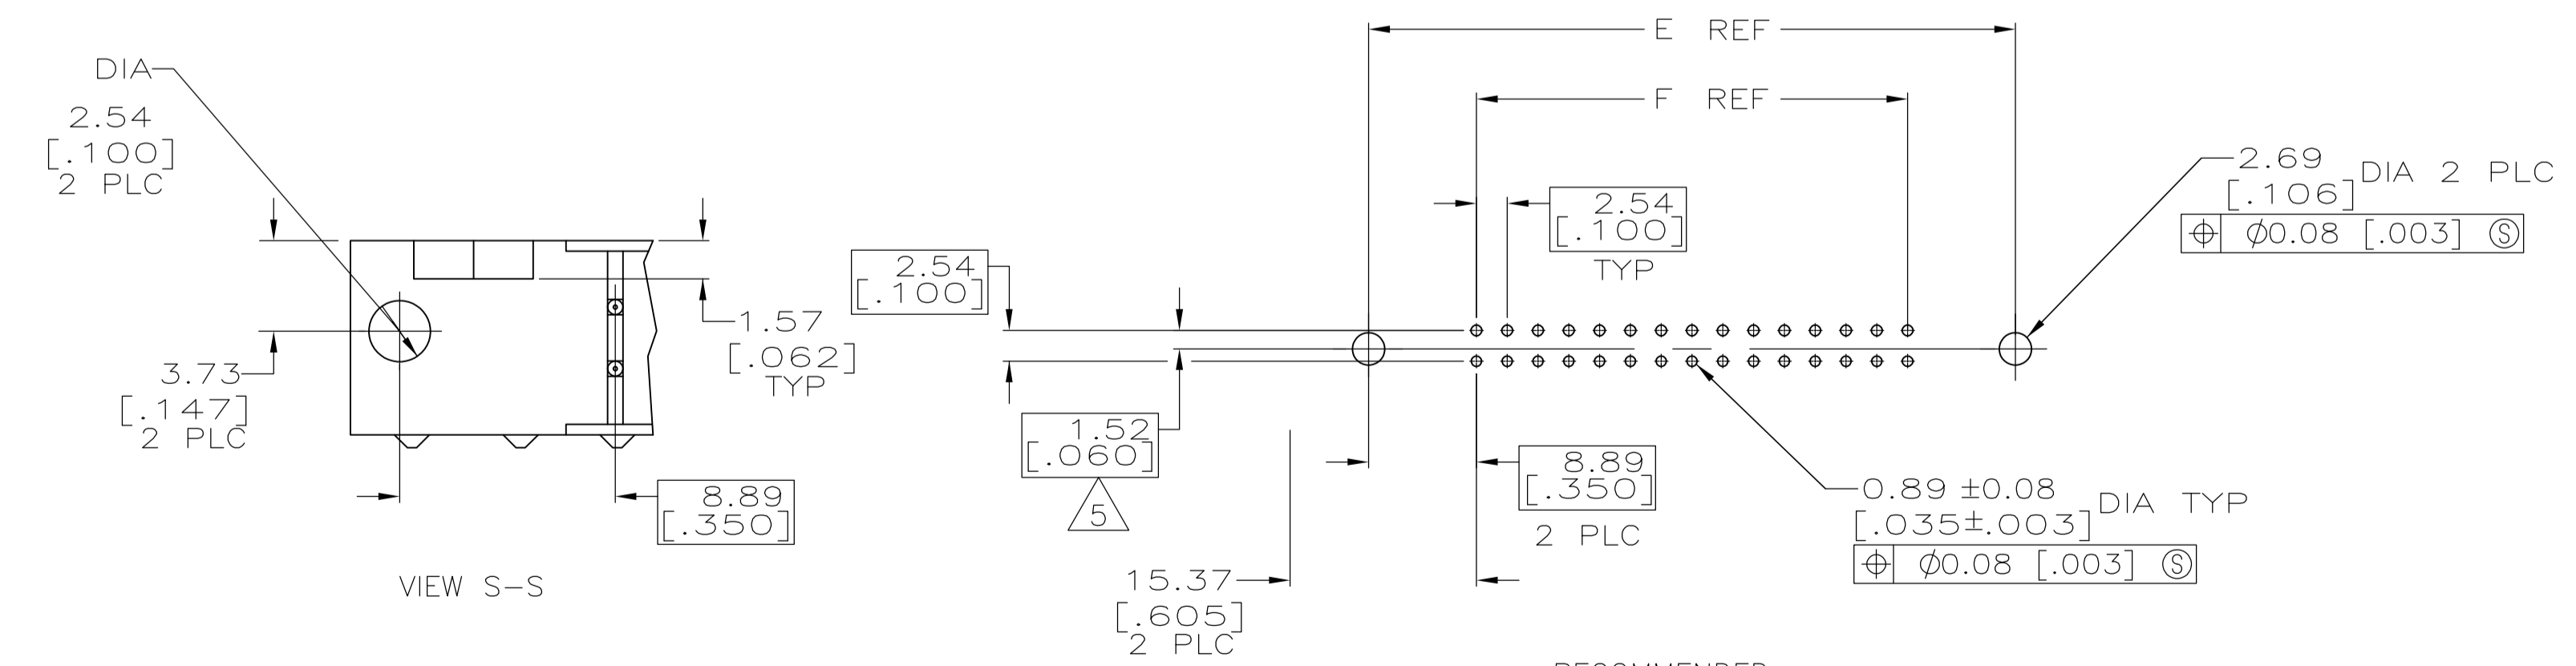 DIA
2.54
[.100]
2 PLC
3.73
[.147]
2 PLC
1.57
[.062]
TYP
8.89
[.350]
VIEW S-S
E REF
F REF
2.54
[.100]
TYP
2.54
[.100]
1.52
[.060]
5
8.89
[.350]
2 PLC
15.37
[.605]
2 PLC
2.69
[.106] DIA 2 PLC
⌖ ⌀0.08 [.003] Ⓢ
0.89 ±0.08
[.035±.003] DIA TYP
⌖ ⌀0.08 [.003] Ⓢ
RECOMMENDED